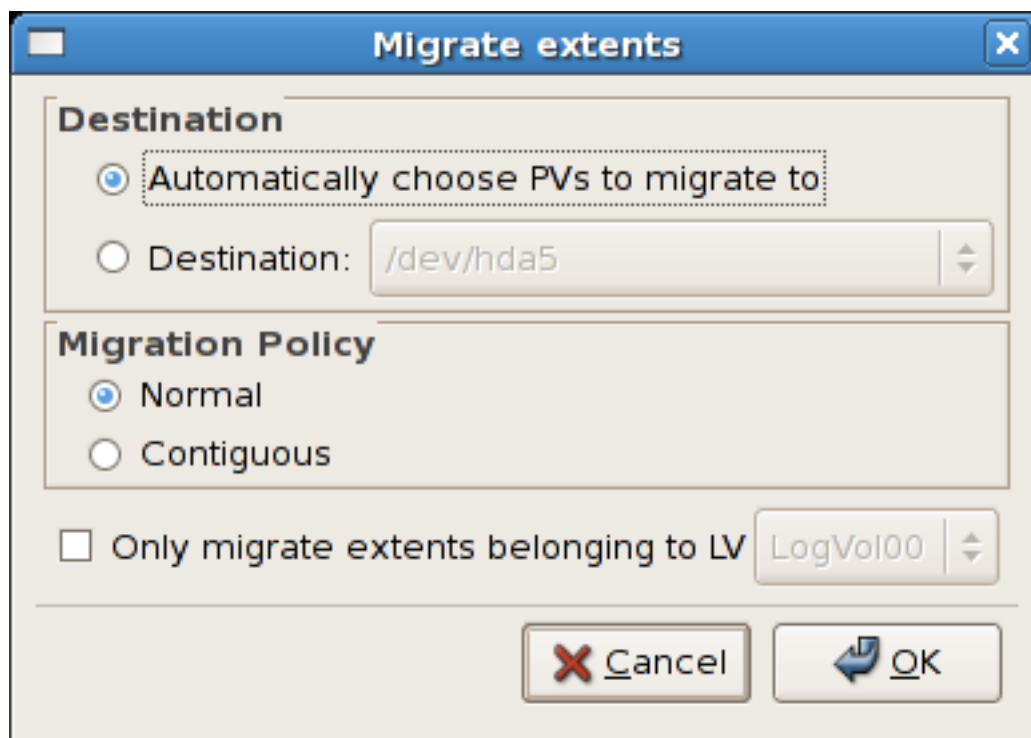 Migrate extents
Destination
Automatically choose PVs to migrate to
Destination: /dev/hda5
Migration Policy
Normal
Contiguous
Only migrate extents belonging to LV LogVol00
Cancel OK